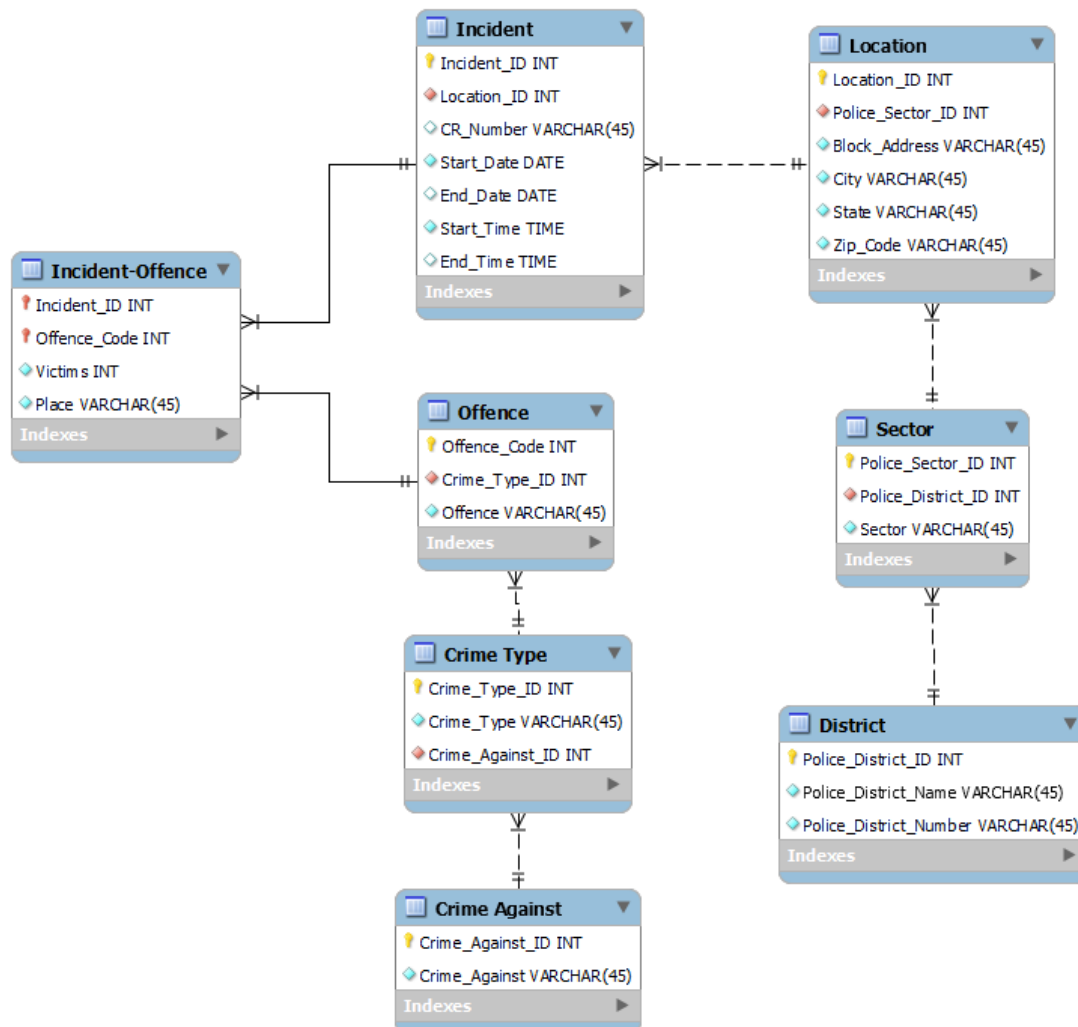 Incident
Incident_ID INT
Location_ID INT
CR_Number VARCHAR(45)
Start_Date DATE
End_Date DATE
Start_Time TIME
End_Time TIME
Indexes
Location
Location_ID INT
Police_Sector_ID INT
Block_Address VARCHAR(45)
City VARCHAR(45)
State VARCHAR(45)
Zip_Code VARCHAR(45)
Indexes
Incident-Offence
Incident_ID INT
Offence_Code INT
Victims INT
Place VARCHAR(45)
Indexes
Offence
Offence_Code INT
Crime_Type_ID INT
Offence VARCHAR(45)
Indexes
Sector
Police_Sector_ID INT
Police_District_ID INT
Sector VARCHAR(45)
Indexes
Crime Type
Crime_Type_ID INT
Crime_Type VARCHAR(45)
Crime_Against_ID INT
Indexes
District
Police_District_ID INT
Police_District_Name VARCHAR(45)
Police_District_Number VARCHAR(45)
Indexes
Crime Against
Crime_Against_ID INT
Crime_Against VARCHAR(45)
Indexes